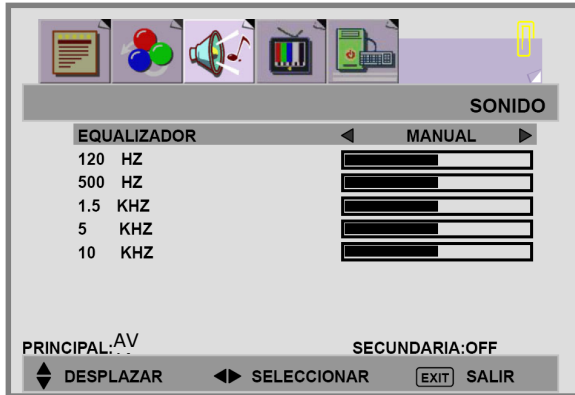 SONIDO
EQUALIZADOR MANUAL
120 HZ
500 HZ
1.5 KHZ
5 KHZ
10 KHZ
PRINCIPAL:AV SECUNDARIA:OFF
DESPLAZAR SELECCIONAR EXIT SALIR